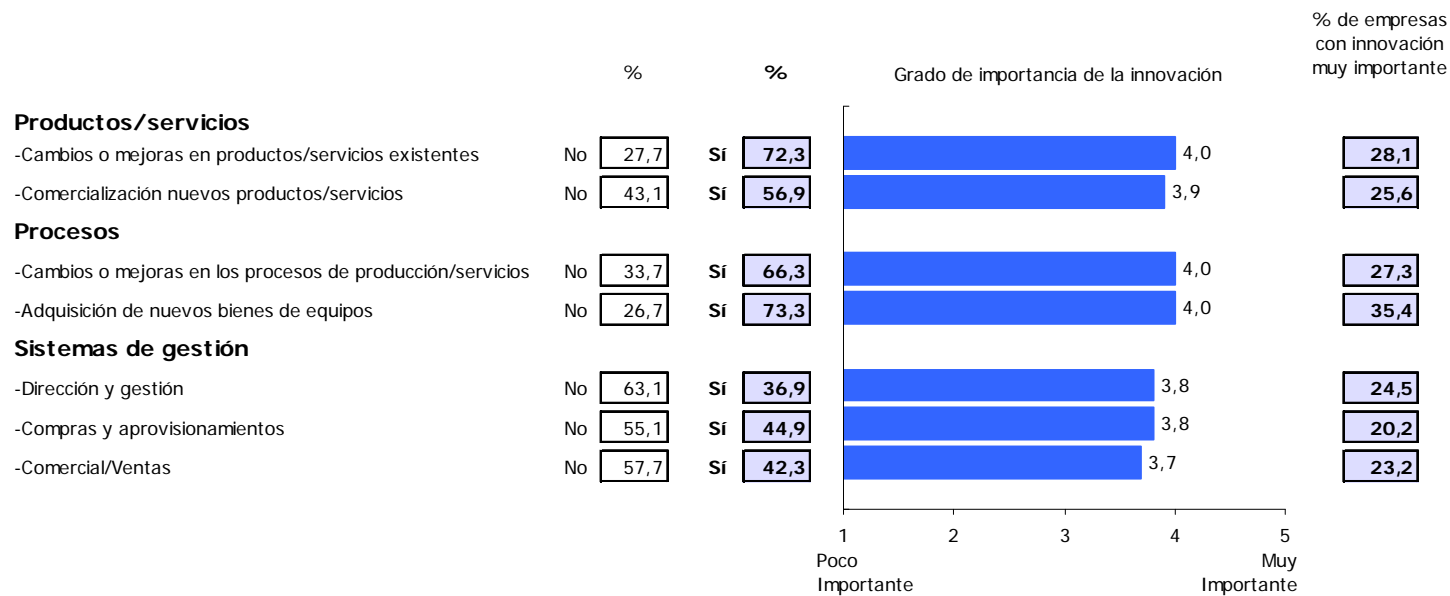 % de empresas
con innovación
muy importante
% % Grado de importancia de la innovación
Productos/servicios
-Cambios o mejoras en productos/servicios existentes No 27,7 Sí 72,3 4,0 28,1
-Comercialización nuevos productos/servicios No 43,1 Sí 56,9 3,9 25,6
Procesos
-Cambios o mejoras en los procesos de producción/servicios No 33,7 Sí 66,3 4,0 27,3
-Adquisición de nuevos bienes de equipos No 26,7 Sí 73,3 4,0 35,4
Sistemas de gestión
-Dirección y gestión No 63,1 Sí 36,9 3,8 24,5
-Compras y aprovisionamientos No 55,1 Sí 44,9 3,8 20,2
-Comercial/Ventas No 57,7 Sí 42,3 3,7 23,2
1 2 3 4 5
Poco Muy
Importante Importante